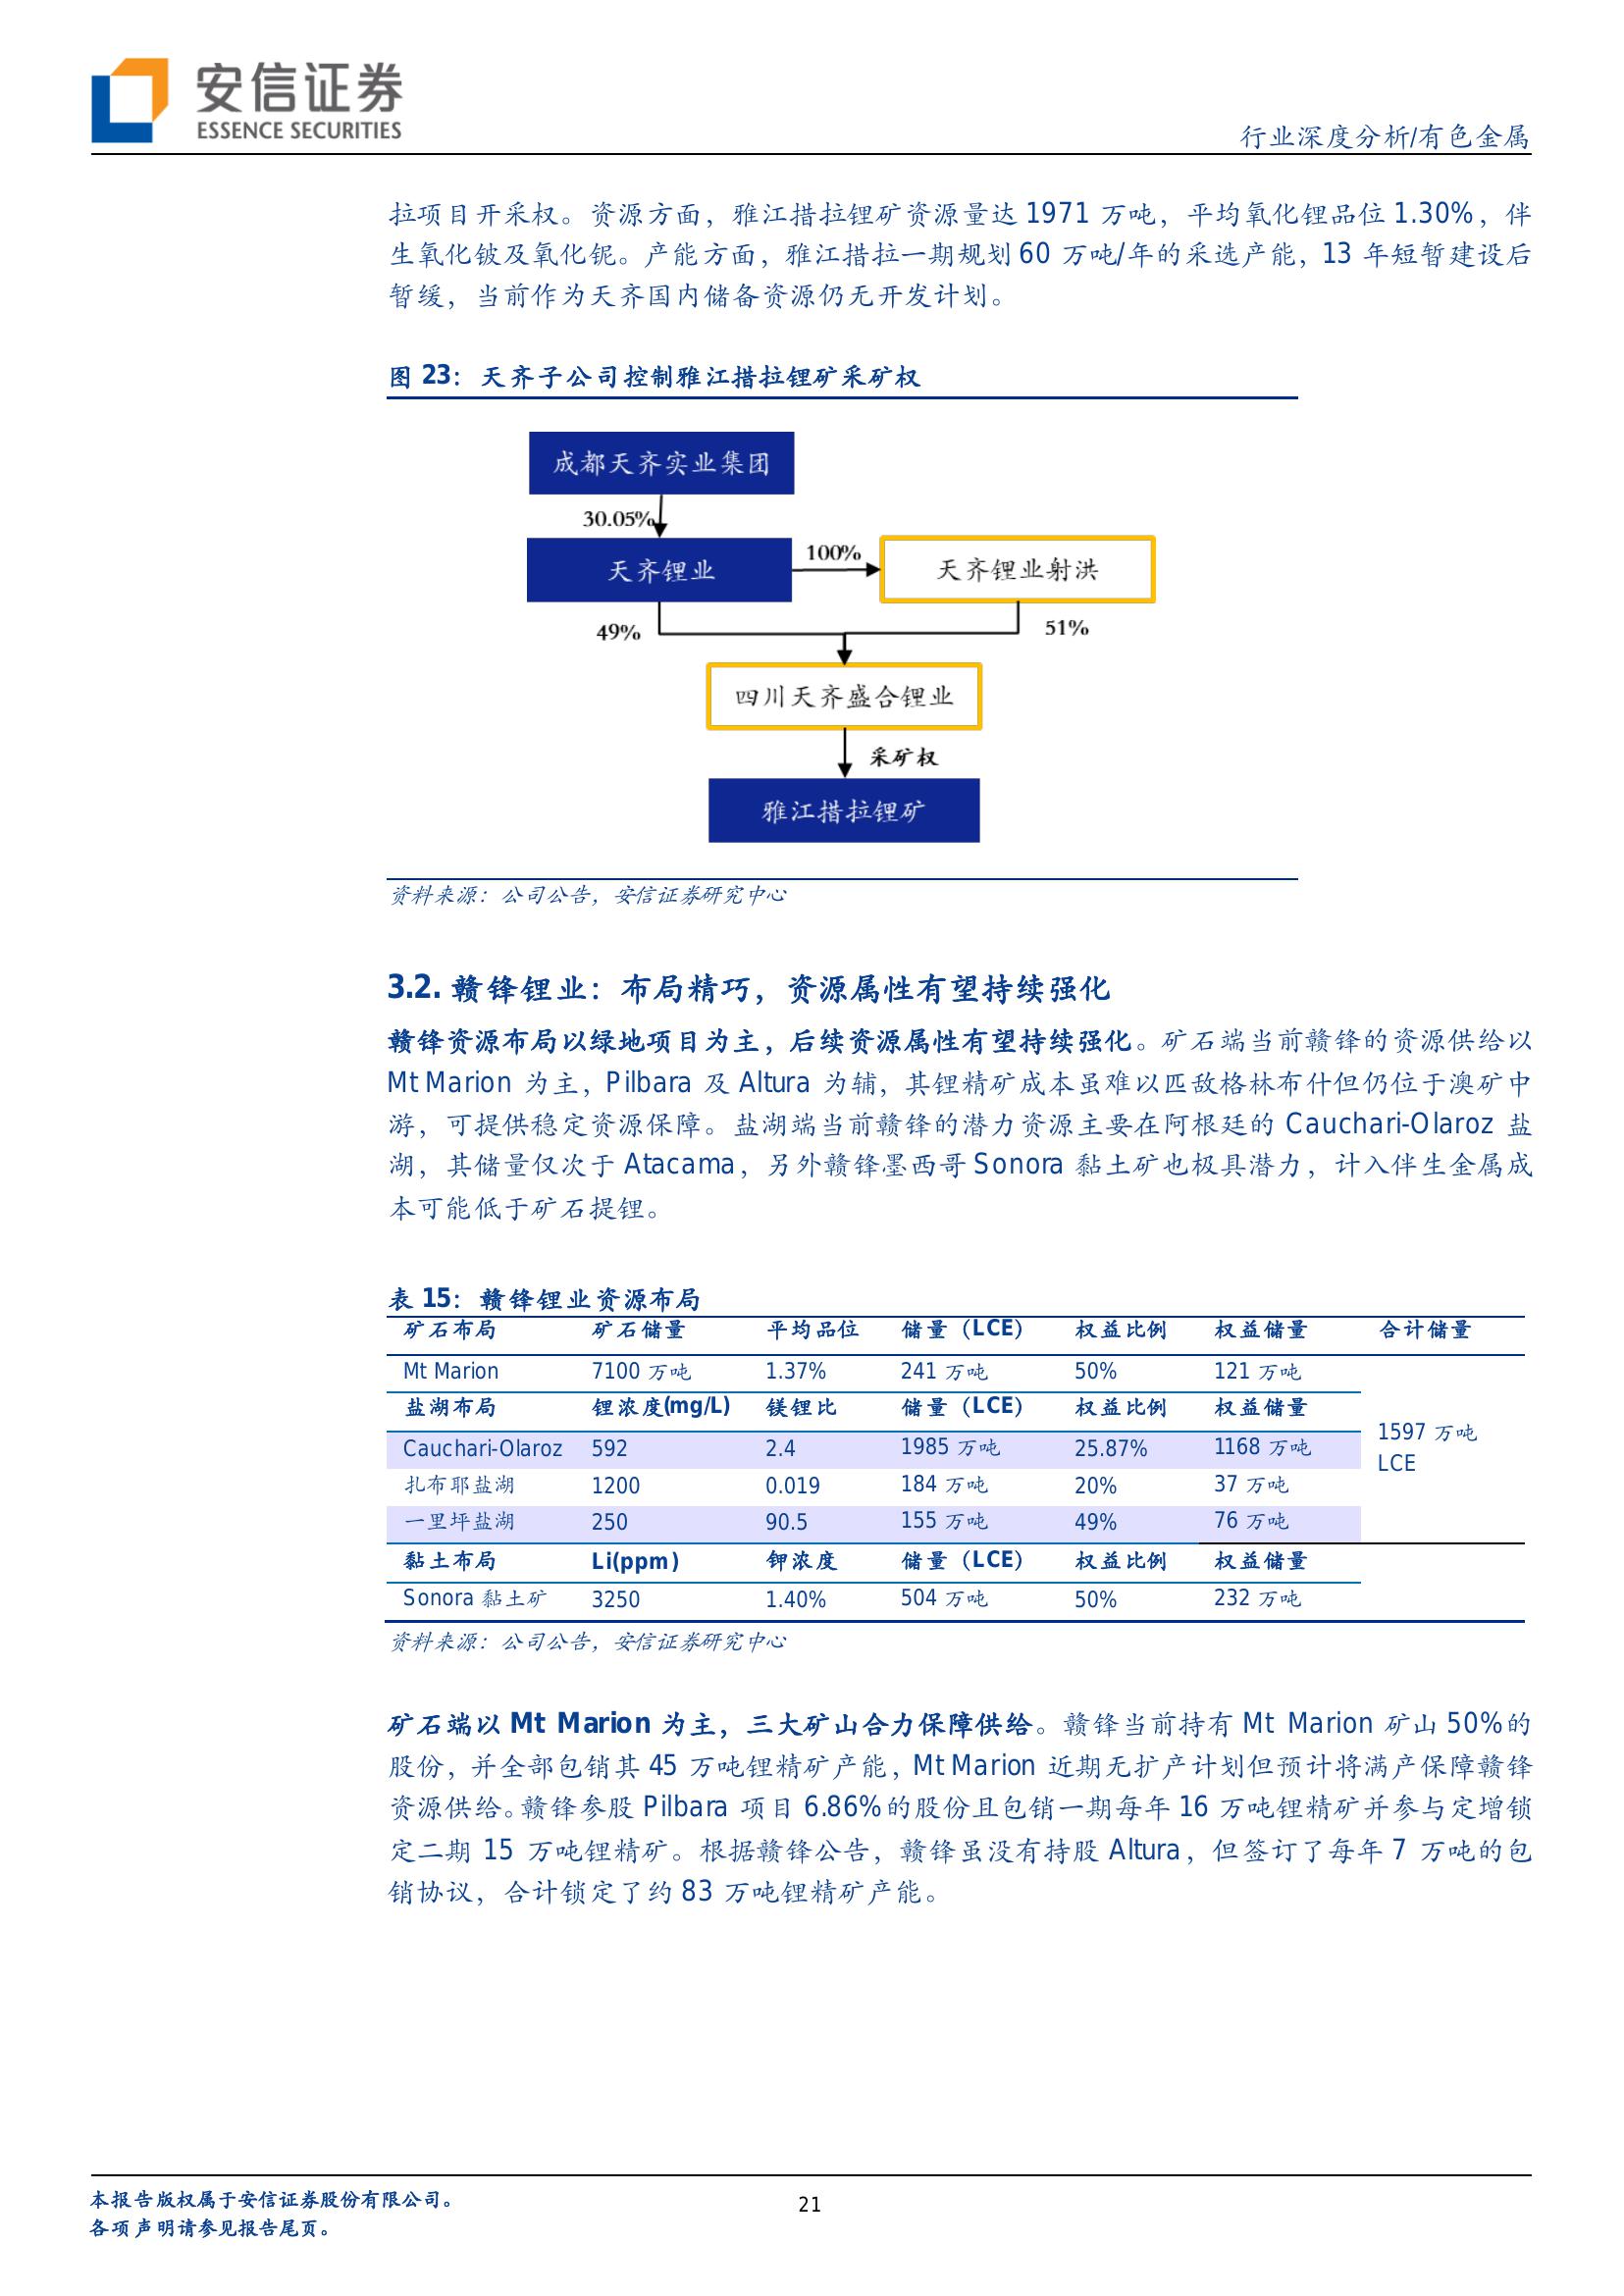 安信证券
ESSENCE SECURITIES
行业深度分析/有色金属
拉项目开采权。资源方面，雅江措拉锂矿资源量达 1971 万吨，平均氧化锂品位 1.30%，伴
生氧化铍及氧化铌。产能方面，雅江措拉一期规划 60 万吨/年的采选产能，13 年短暂建设后
暂缓，当前作为天齐国内储备资源仍无开发计划。
图 23：天齐子公司控制雅江措拉锂矿采矿权
成都天齐实业集团
30.05%
天齐锂业
100%
天齐锂业射洪
49%
51%
四川天齐盛合锂业
采矿权
雅江措拉锂矿
资料来源：公司公告，安信证券研究中心
3.2. 赣锋锂业：布局精巧，资源属性有望持续强化
赣锋资源布局以绿地项目为主，后续资源属性有望持续强化。矿石端当前赣锋的资源供给以
Mt Marion 为主，Pilbara 及 Altura 为辅，其锂精矿成本虽难以匹敌格林布什但仍位于澳矿中
游，可提供稳定资源保障。盐湖端当前赣锋的潜力资源主要在阿根廷的 Cauchari-Olaroz 盐
湖，其储量仅次于 Atacama，另外赣锋墨西哥 Sonora 黏土矿也极具潜力，计入伴生金属成
本可能低于矿石提锂。
表 15：赣锋锂业资源布局
矿石布局 矿石储量 平均品位 储量（LCE） 权益比例 权益储量 合计储量
Mt Marion 7100 万吨 1.37% 241 万吨 50% 121 万吨
盐湖布局 锂浓度(mg/L) 镁锂比 储量（LCE） 权益比例 权益储量
1597 万吨
LCE
Cauchari-Olaroz 592 2.4 1985 万吨 25.87% 1168 万吨
扎布耶盐湖 1200 0.019 184 万吨 20% 37 万吨
一里坪盐湖 250 90.5 155 万吨 49% 76 万吨
黏土布局 Li(ppm) 钾浓度 储量（LCE） 权益比例 权益储量
Sonora 黏土矿 3250 1.40% 504 万吨 50% 232 万吨
资料来源：公司公告，安信证券研究中心
矿石端以 Mt Marion 为主，三大矿山合力保障供给。赣锋当前持有 Mt Marion 矿山 50%的
股份，并全部包销其 45 万吨锂精矿产能，Mt Marion 近期无扩产计划但预计将满产保障赣锋
资源供给。赣锋参股 Pilbara 项目 6.86%的股份且包销一期每年 16 万吨锂精矿并参与定增锁
定二期 15 万吨锂精矿。根据赣锋公告，赣锋虽没有持股 Altura，但签订了每年 7 万吨的包
销协议，合计锁定了约 83 万吨锂精矿产能。
本报告版权属于安信证券股份有限公司。
各项声明请参见报告尾页。
21